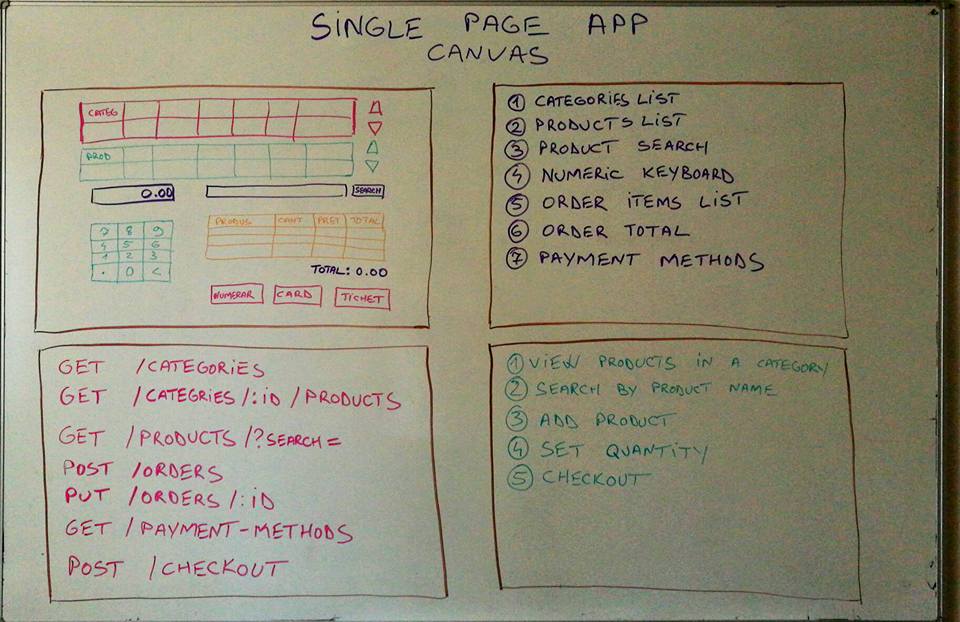 SiNGLE PAGE APP
CANVAS
CATEG
PROD
0.00
SEARCH
7 8 9
4 5 6
1 2 3
. 0 <
PRODUS CANT PRET TOTAL
TOTAL: 0.00
NUMERAR CARD TICHET
1 CATEGORiES LiST
2 PRODUCTS LiST
3 PRODUCT SEARCH
4 NUMERiC KEYBOARD
5 ORDER iTEMS LiST
6 ORDER TOTAL
7 PAYMENT METHODS
GET /CATEGORiES
GET /CATEGRIES/:iD/PRODUCTS
GET /PRODUCTS/?SEARCH=
POST /ORDERS
PUT /ORDERS/:iD
GET /PAYMENT-METHODS
POST /CHECKOUT
1 ViEW PRODUCTS iN A CATEGORY
2 SEARCH BY PRODUCT NAME
3 ADD PRODUCT
4 SET QUANTiTY
5 CHECKOUT